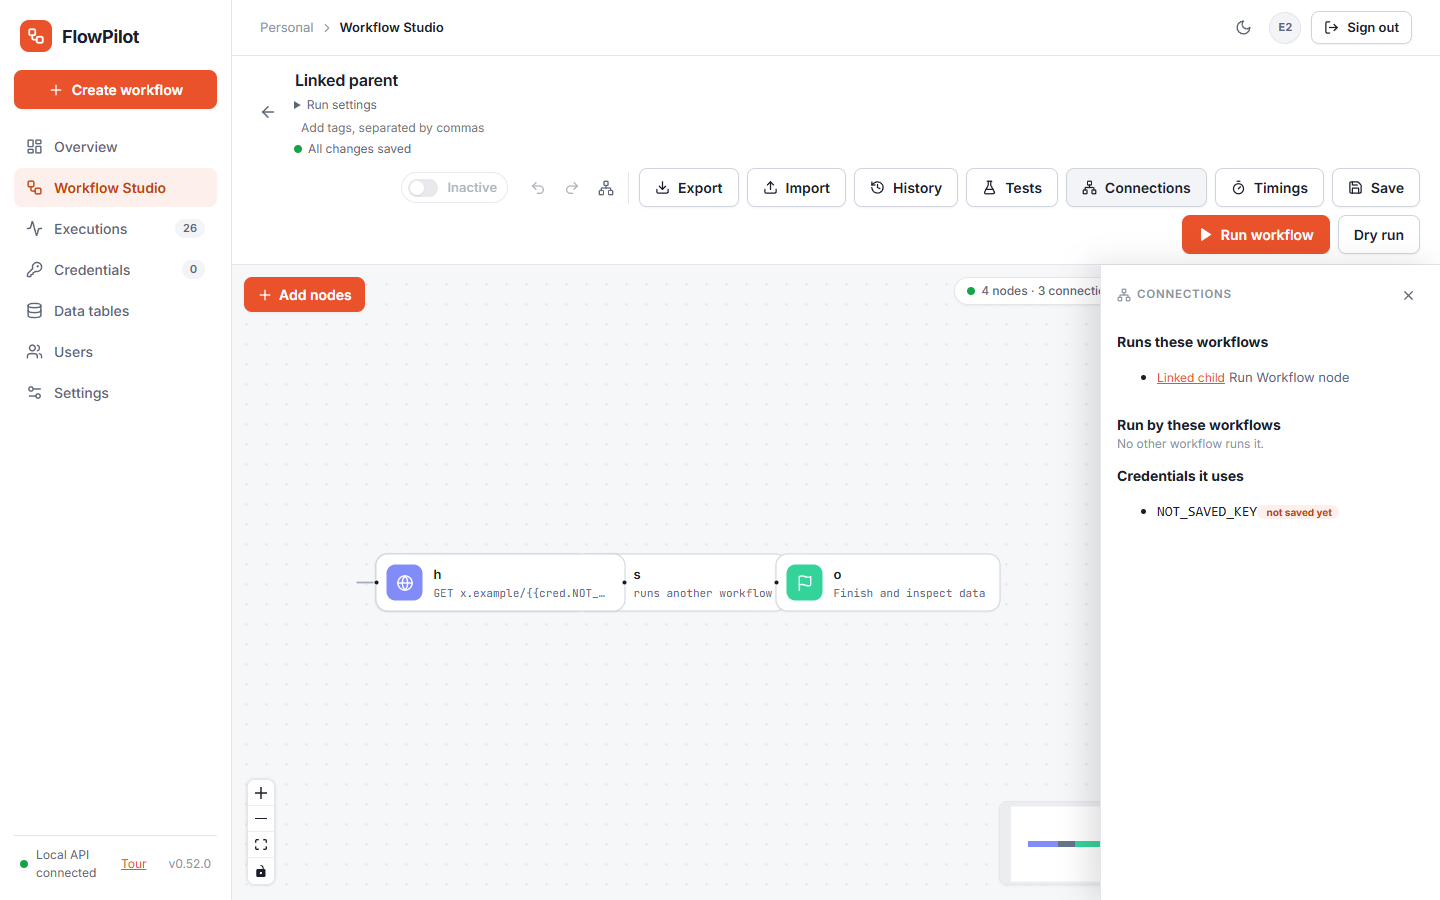 FlowPilot
Create workflow
Overview
Workflow Studio
Executions 26
Credentials 0
Data tables
Users
Settings
Local API connected
Tour
v0.52.0
Personal > Workflow Studio
E2
Sign out
Linked parent
Run settings
Add tags, separated by commas
All changes saved
Inactive
Export
Import
History
Tests
Connections
Timings
Save
Run workflow
Dry run
Add nodes
4 nodes · 3 connecti
h
GET x.example/{{cred.NOT_…
s
runs another workflow
o
Finish and inspect data
CONNECTIONS
Runs these workflows
Linked child Run Workflow node
Run by these workflows
No other workflow runs it.
Credentials it uses
NOT_SAVED_KEY not saved yet